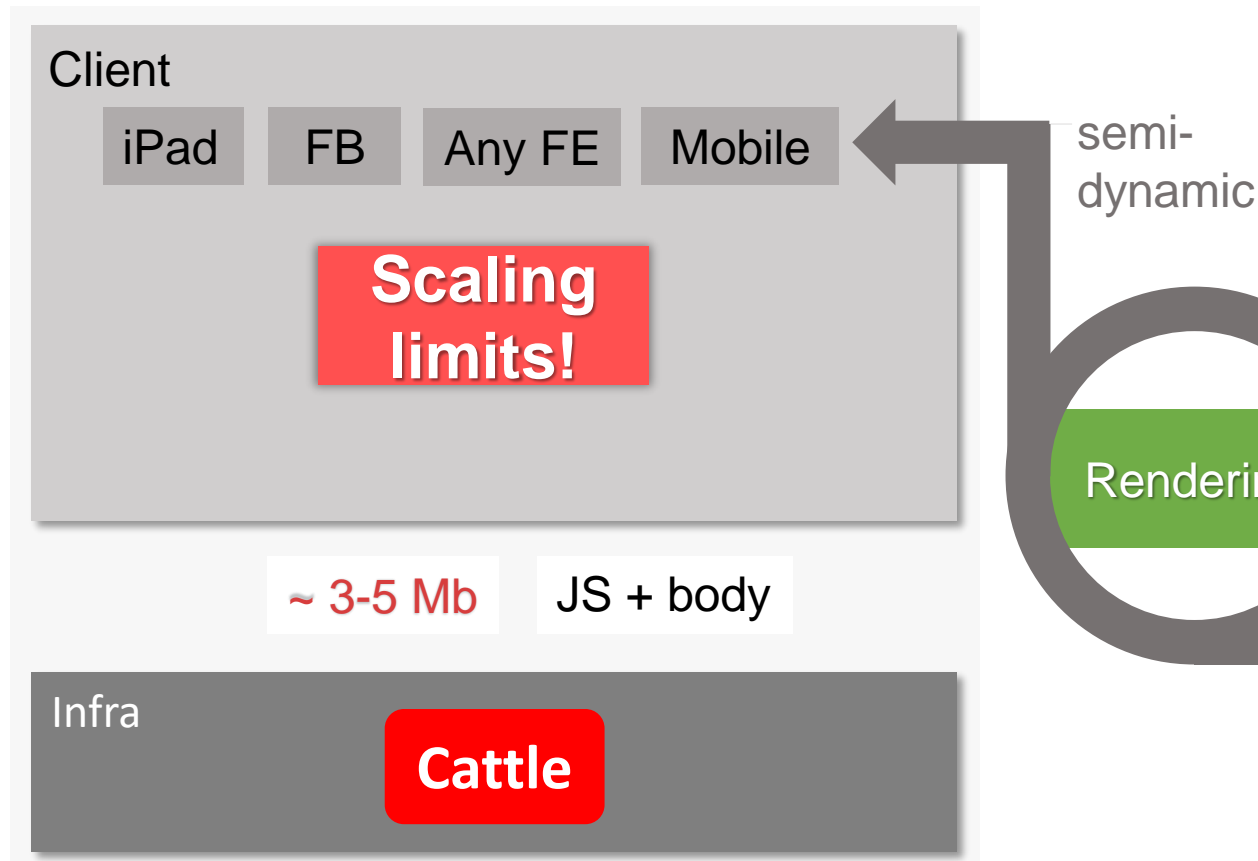 Client
iPad FB Any FE Mobile
semi-
dynamic
Scaling
limits!
~ 3-5 Mb JS + body
Infra
Cattle